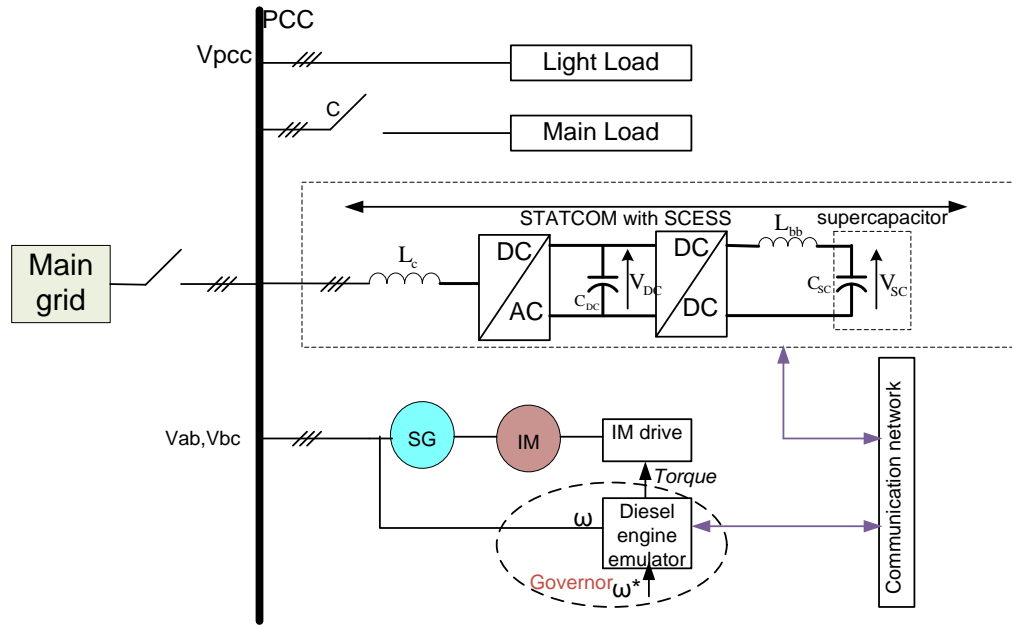 PCC
Vpcc
Light Load
C
Main Load
STATCOM with SCESS
supercapacitor
Main
grid
Lc
DC
AC
CDC
VDC
DC
DC
Lbb
CSC
VSC
Vab,Vbc
SG
IM
IM drive
Torque
ω
Diesel
engine
emulator
Governor
ω*
Communication network